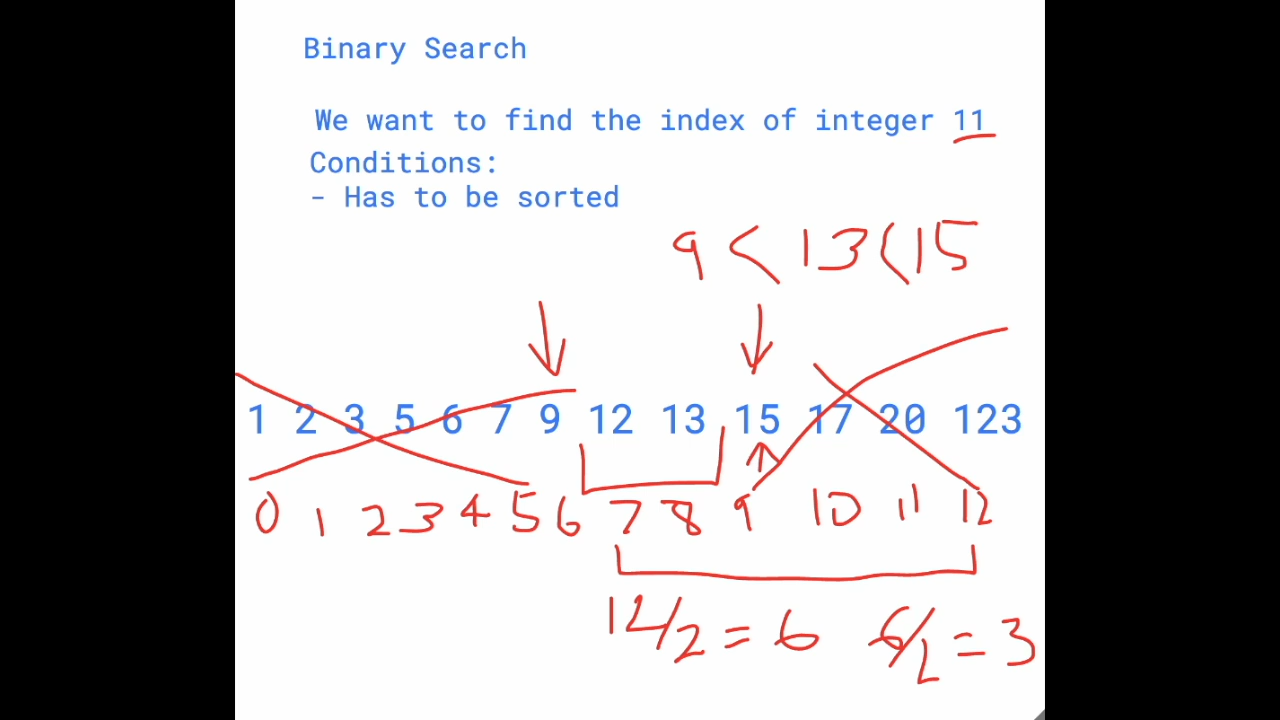 Binary Search
We want to find the index of integer 11
Conditions:
- Has to be sorted
9 < 13 < 15
1 2 3 5 6 7 9 12 13 15 17 20 123
0 1 2 3 4 5 6 7 8 9 10 11 12
12/2 = 6 6/2 = 3